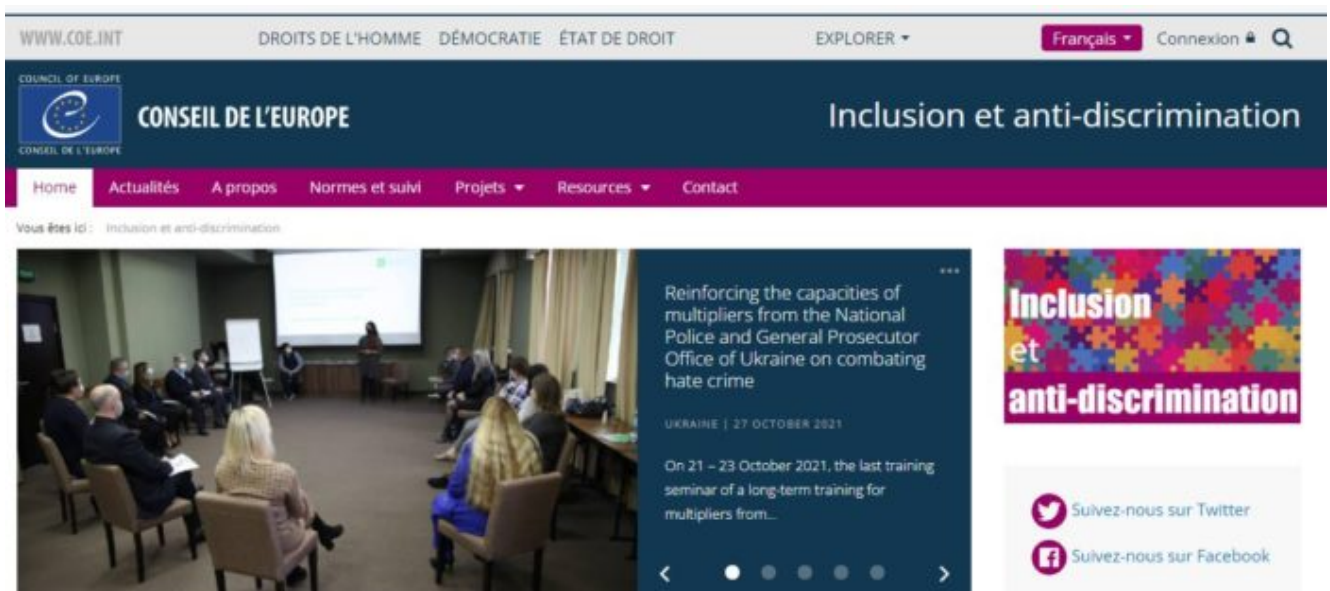 WWW.COE.INT DROITS DE L'HOMME DÉMOCRATIE ÉTAT DE DROIT EXPLORER Français Connexion
COUNCIL OF EUROPE
CONSEIL DE L'EUROPE
CONSEIL DE L'EUROPE
Inclusion et anti-discrimination
Home Actualités A propos Normes et suivi Projets Resources Contact
Vous êtes ici : Inclusion et anti-discrimination
Reinforcing the capacities of
multipliers from the National
Police and General Prosecutor
Office of Ukraine on combating
hate crime
UKRAINE | 27 OCTOBER 2021
On 21 – 23 October 2021, the last training
seminar of a long-term training for
multipliers from...
Inclusion
et
anti-discrimination
Suivez-nous sur Twitter
Suivez-nous sur Facebook